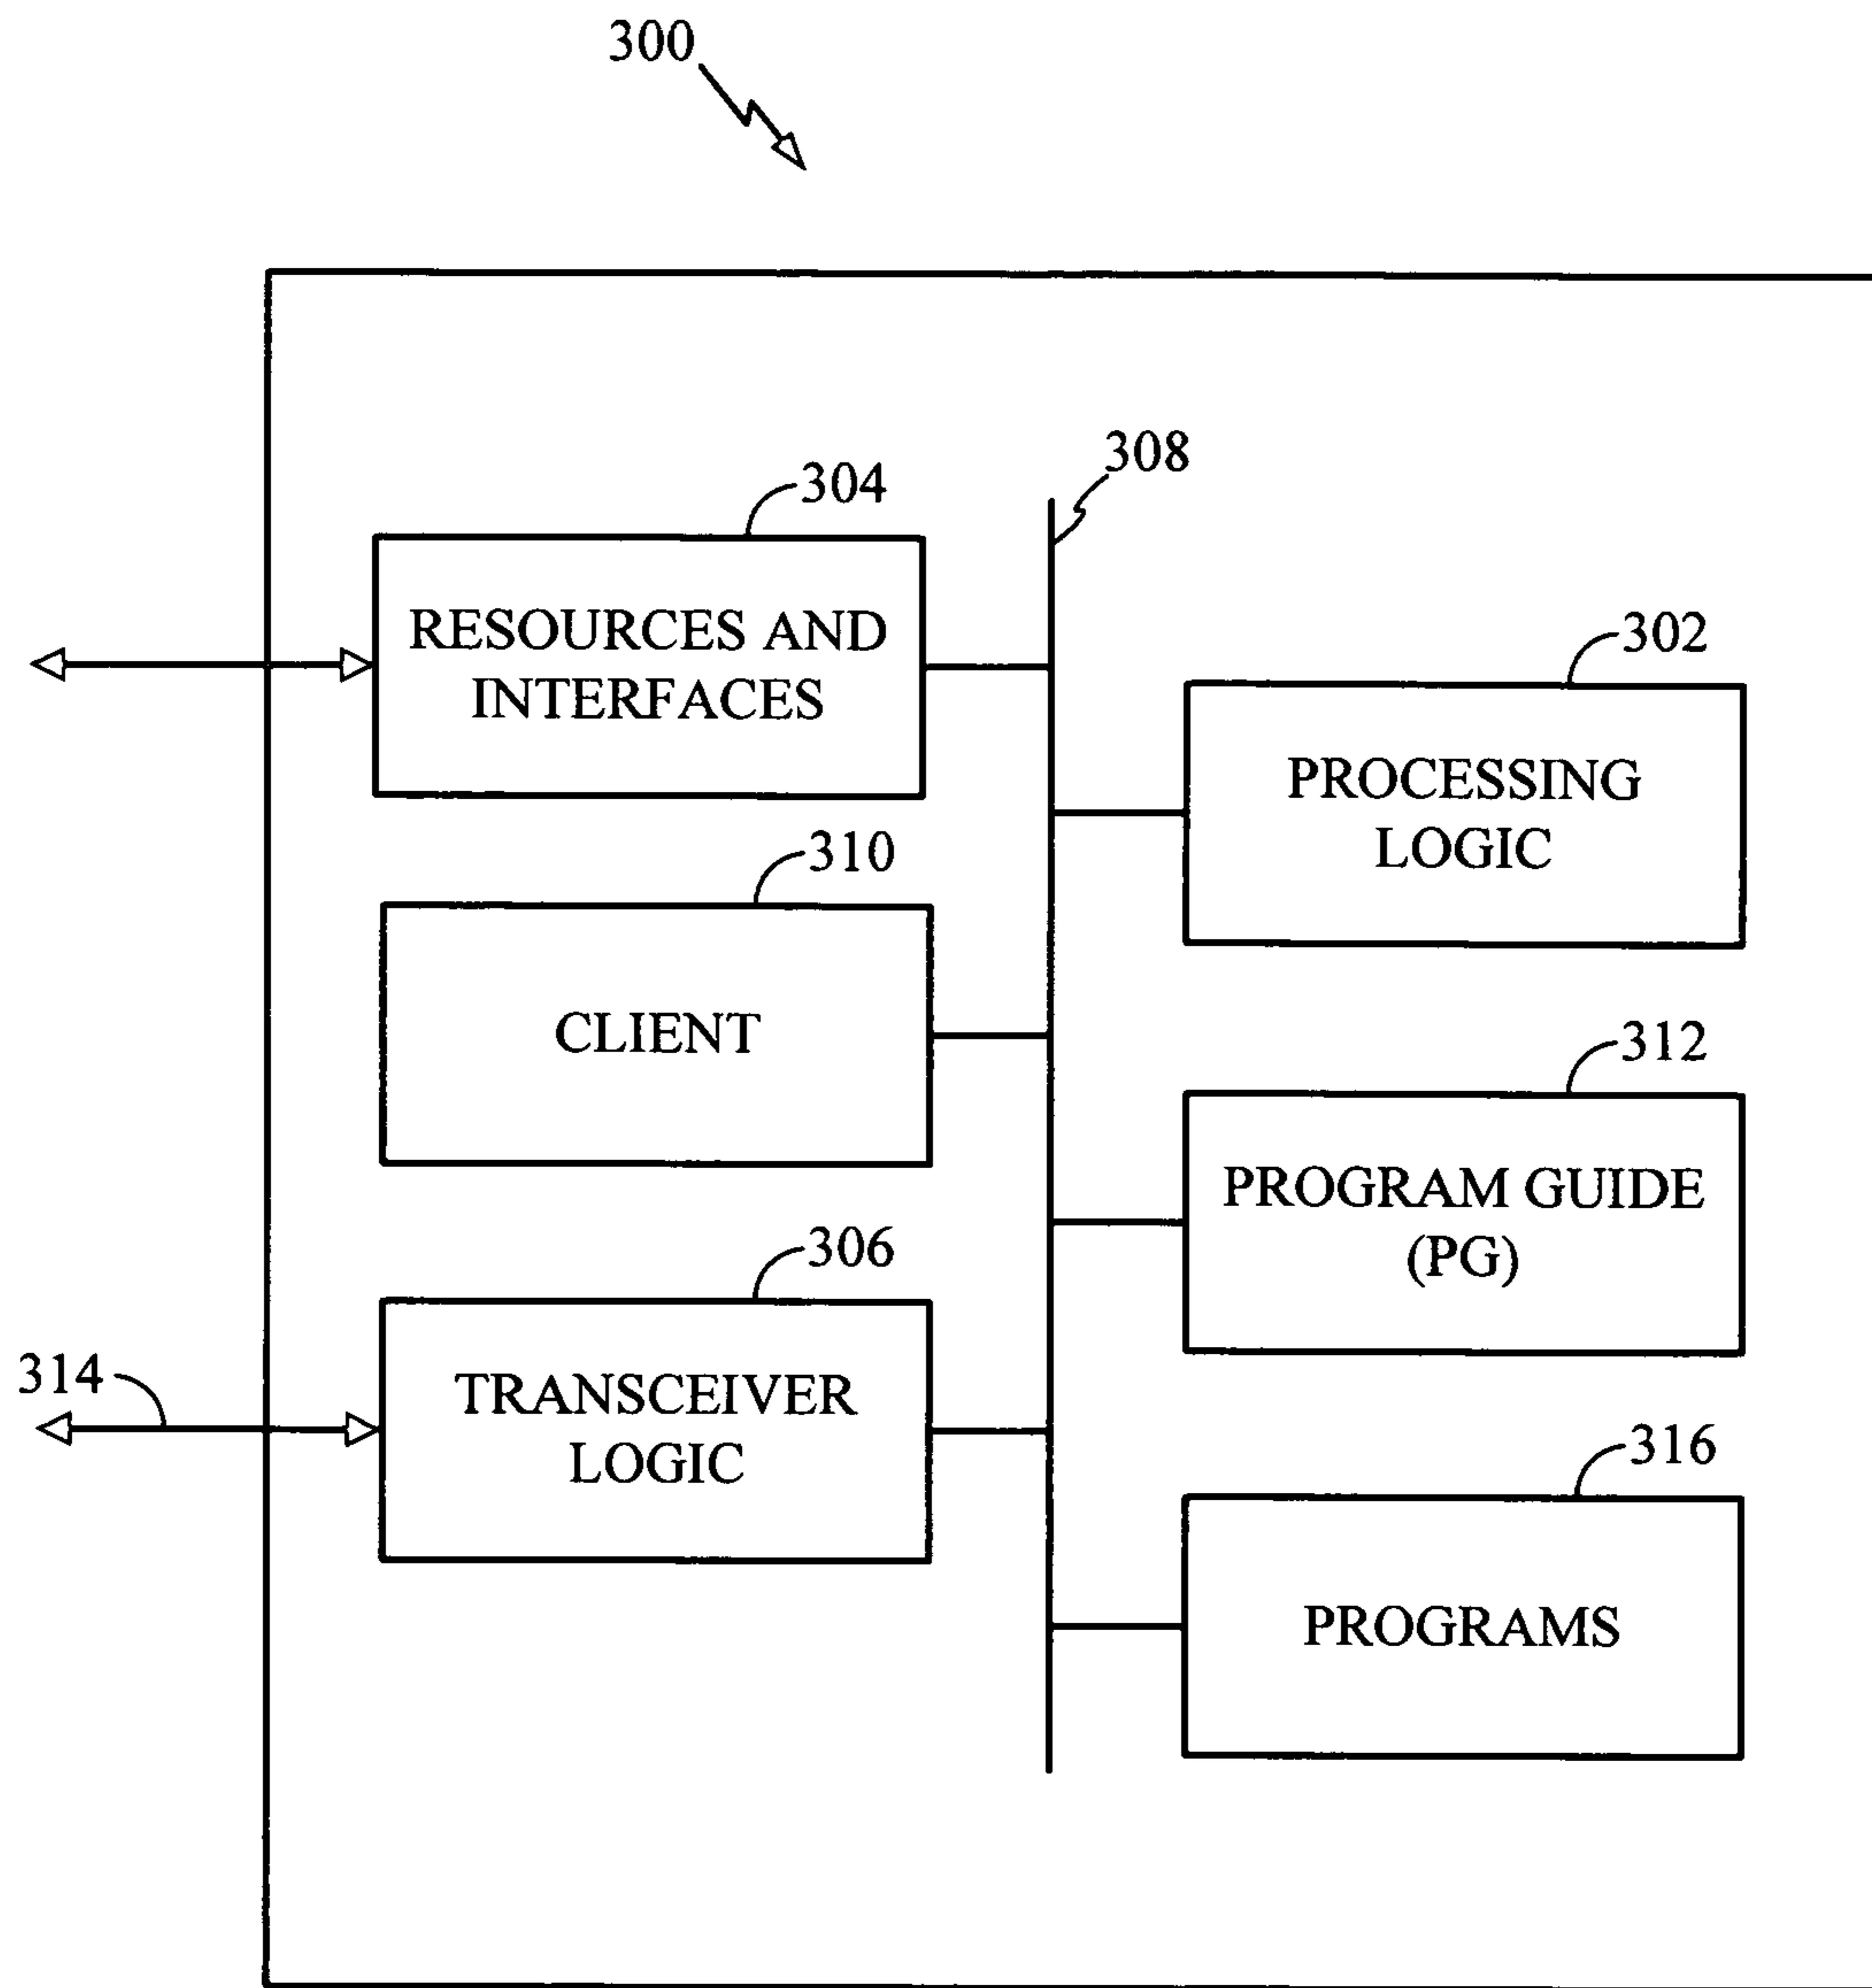 300
308
304
RESOURCES AND
INTERFACES
302
PROCESSING
LOGIC
310
CLIENT
312
PROGRAM GUIDE
(PG)
306
TRANSCEIVER
LOGIC
314
316
PROGRAMS